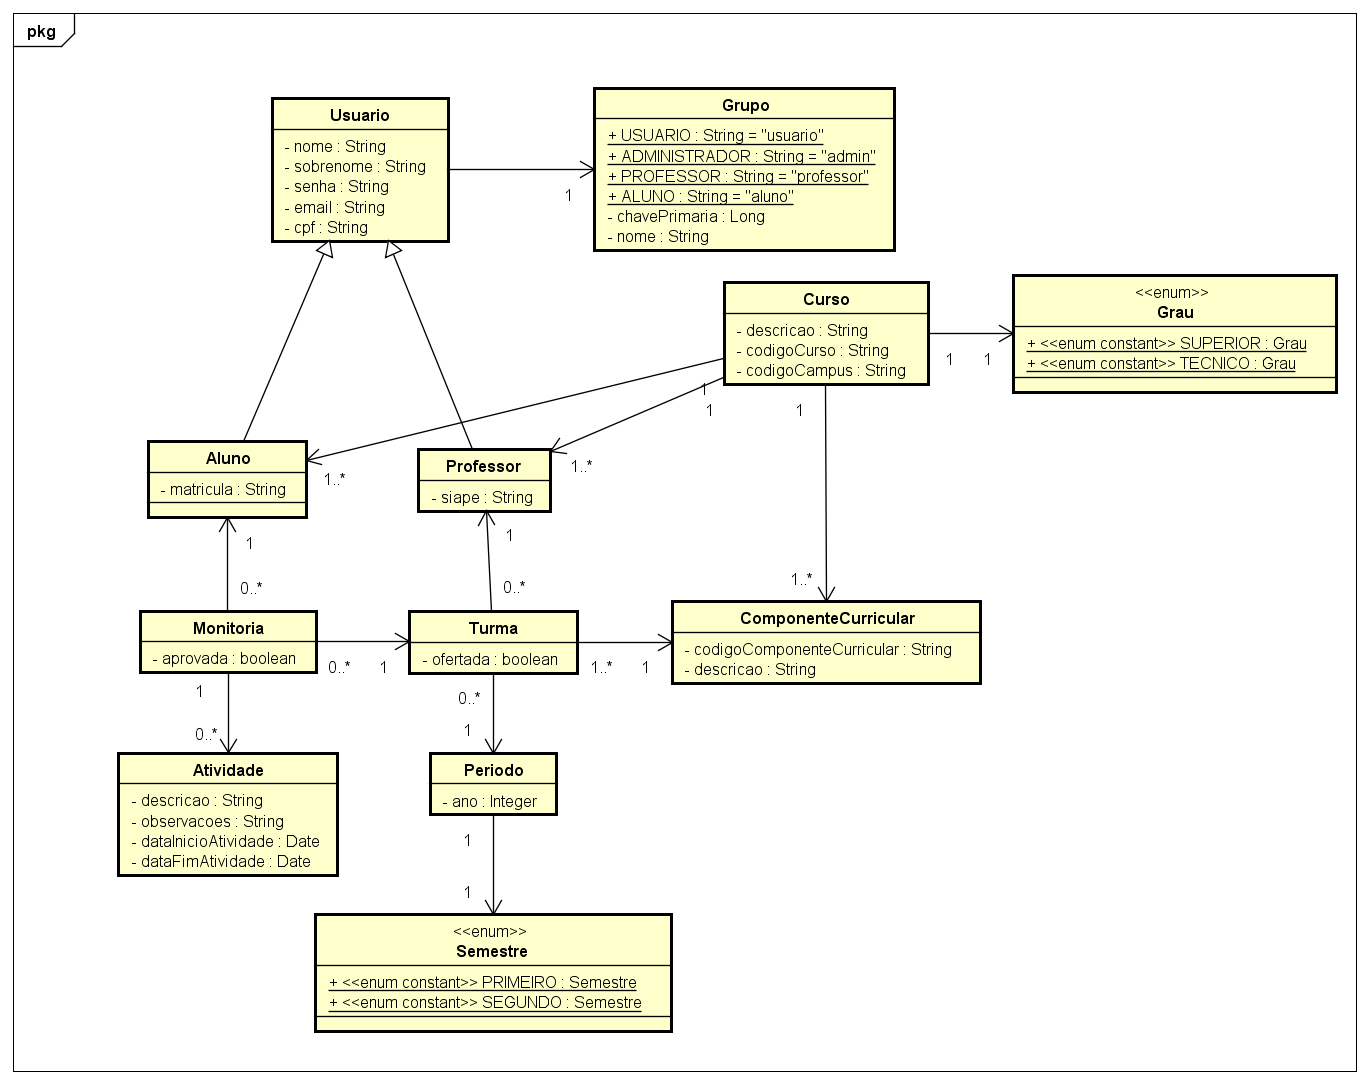 pkg
Usuario
- nome : String
- sobrenome : String
- senha : String
- email : String
- cpf : String
Grupo
+ USUARIO : String = "usuario"
+ ADMINISTRADOR : String = "admin"
+ PROFESSOR : String = "professor"
+ ALUNO : String = "aluno"
- chavePrimaria : Long
- nome : String
1
Curso
- descricao : String
- codigoCurso : String
- codigoCampus : String
<<enum>>
Grau
+ <<enum constant>> SUPERIOR : Grau
+ <<enum constant>> TECNICO : Grau
1
1
1
1
1
Aluno
- matricula : String
1..*
Professor
- siape : String
1..*
1
0..*
1
0..*
1..*
Monitoria
- aprovada : boolean
0..*
1
Turma
- ofertada : boolean
1..*
1
ComponenteCurricular
- codigoComponenteCurricular : String
- descricao : String
1
0..*
0..*
1
Atividade
- descricao : String
- observacoes : String
- dataInicioAtividade : Date
- dataFimAtividade : Date
Periodo
- ano : Integer
1
1
<<enum>>
Semestre
+ <<enum constant>> PRIMEIRO : Semestre
+ <<enum constant>> SEGUNDO : Semestre